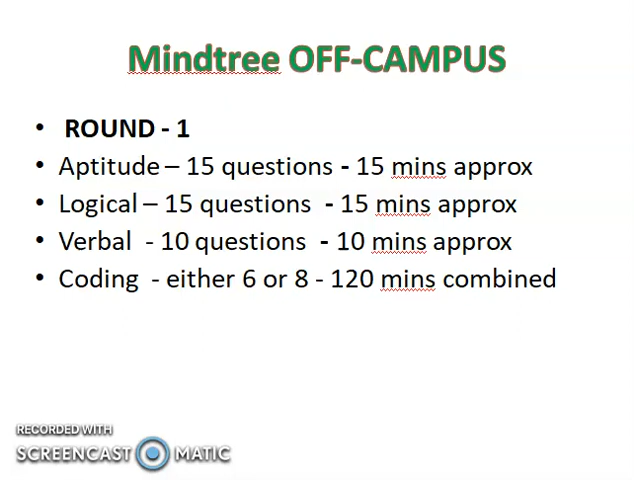 Mindtree OFF-CAMPUS
• ROUND - 1
• Aptitude – 15 questions - 15 mins approx
• Logical – 15 questions - 15 mins approx
• Verbal - 10 questions - 10 mins approx
• Coding - either 6 or 8 - 120 mins combined
RECORDED WITH
SCREENCAST MATIC